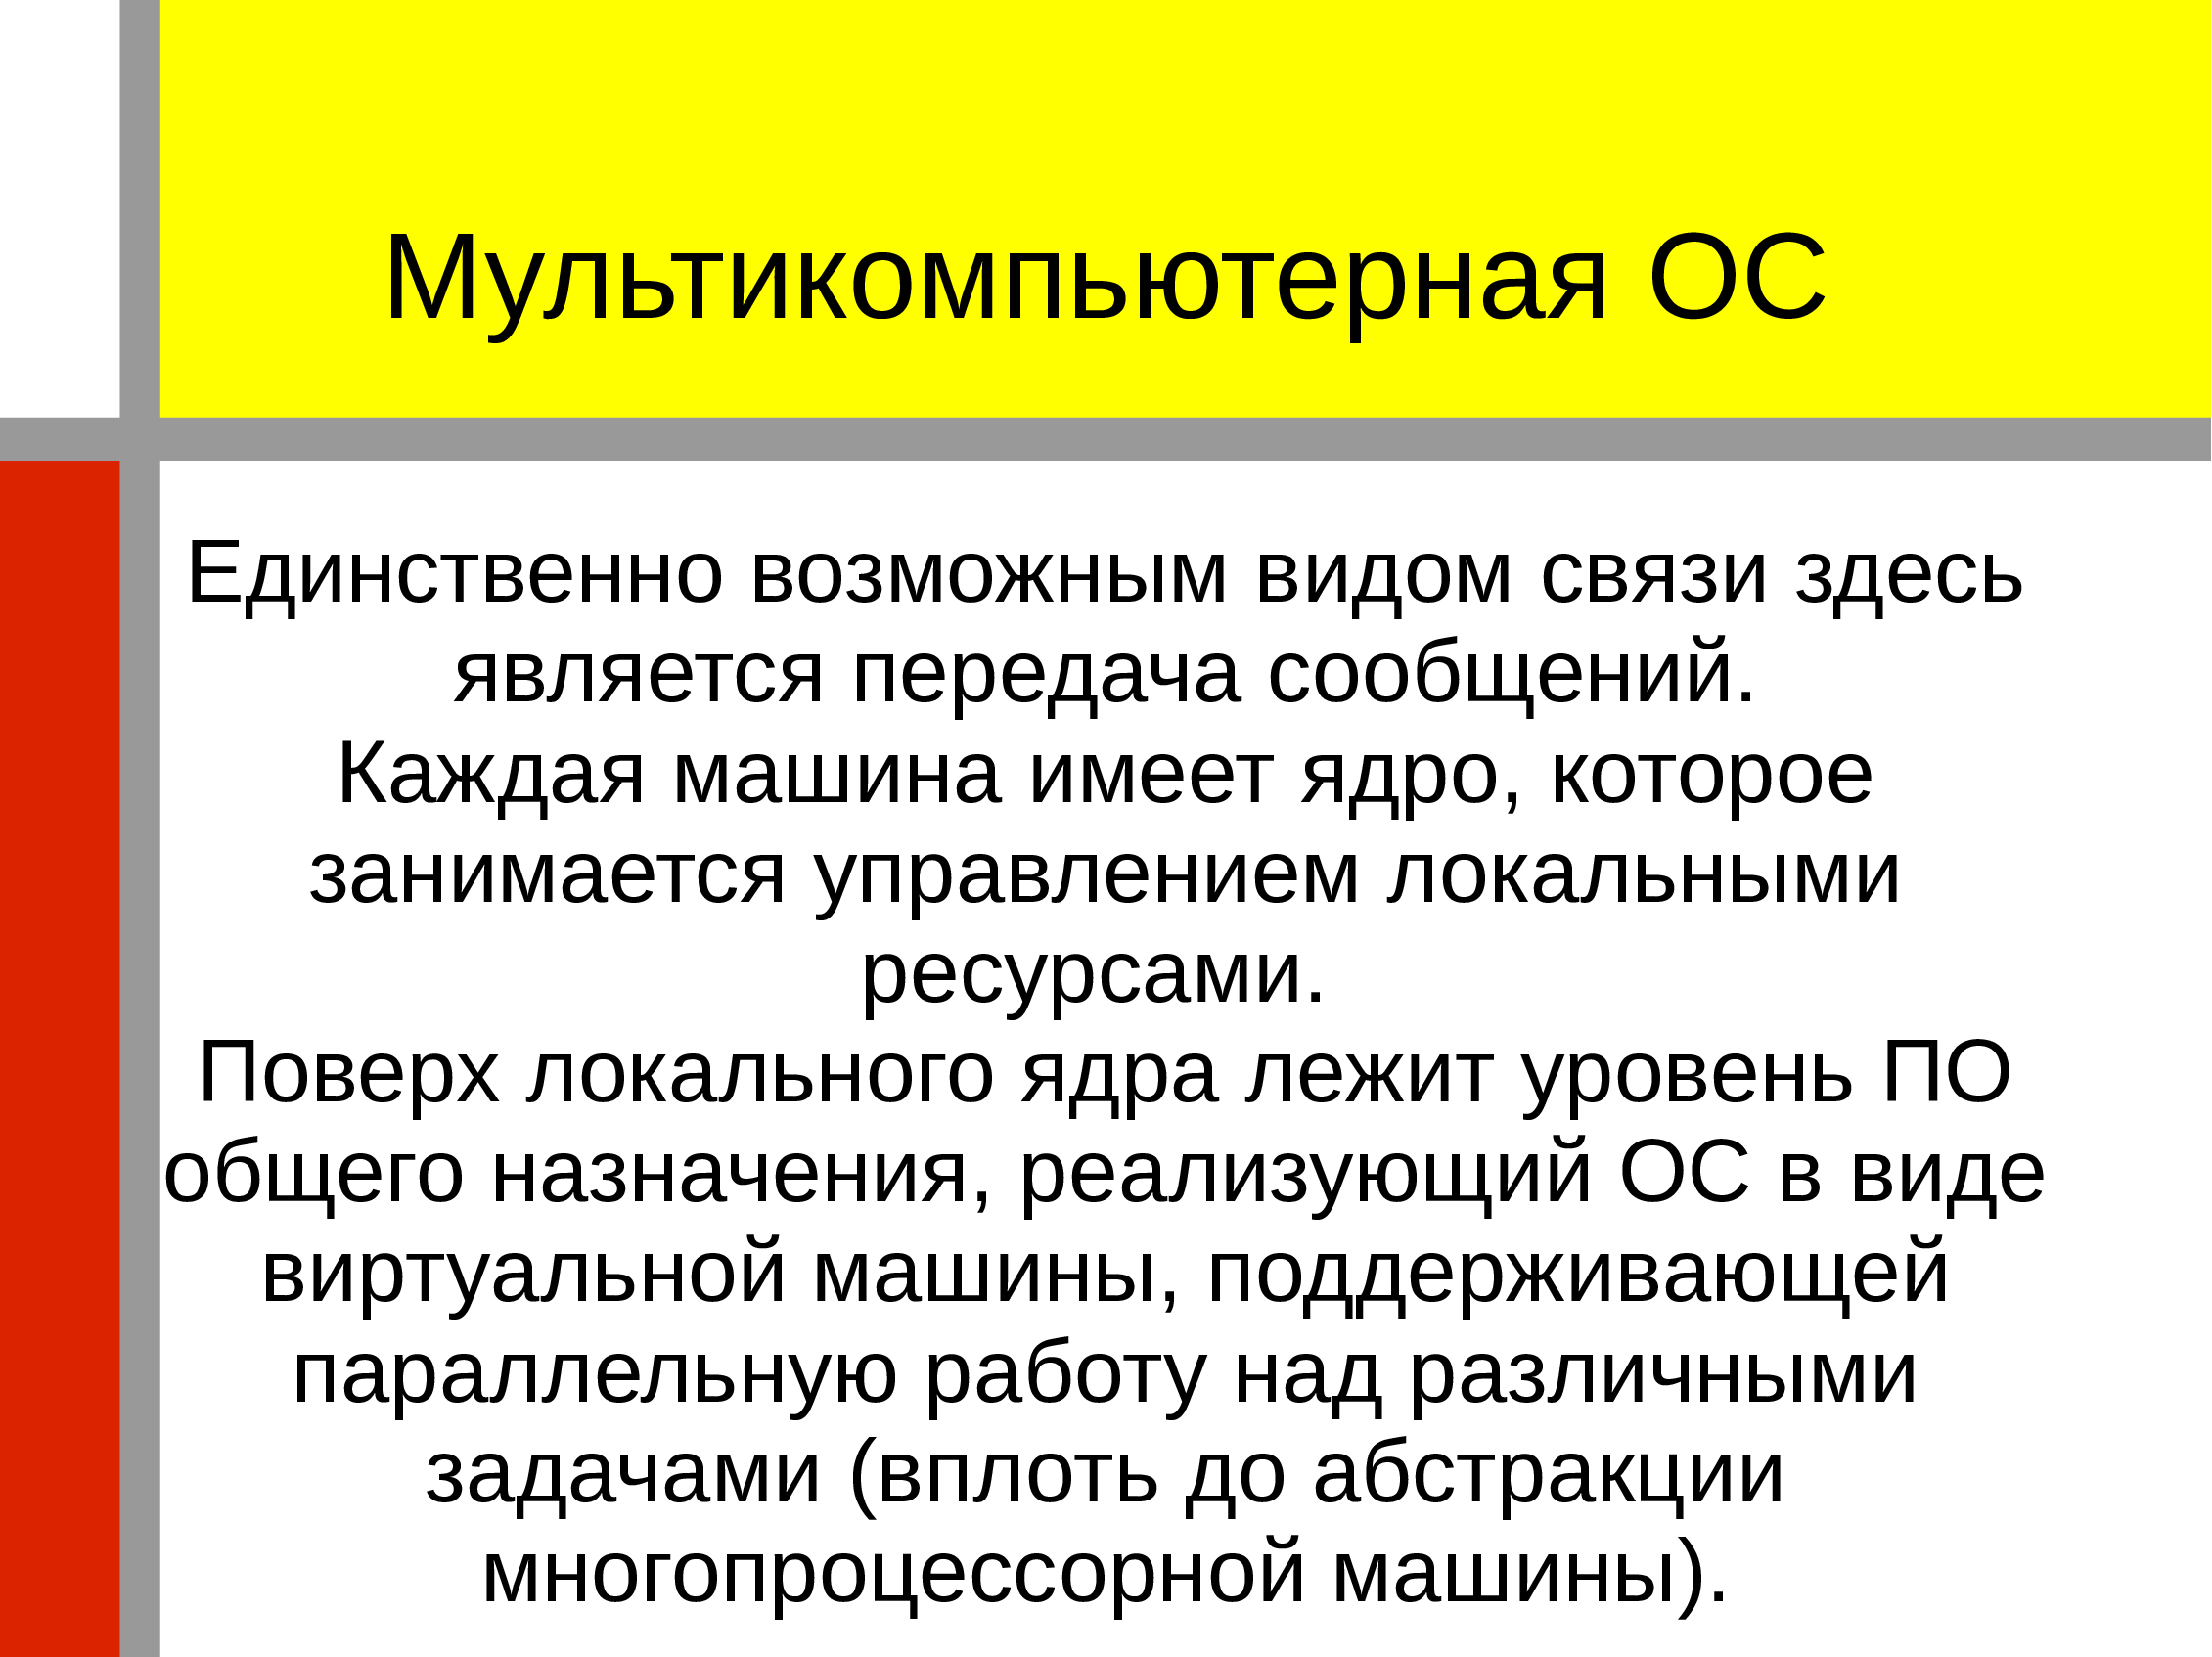 Мультикомпьютерная ОС
Единственно возможным видом связи здесь
является передача сообщений.
Каждая машина имеет ядро, которое
занимается управлением локальными
ресурсами.
Поверх локального ядра лежит уровень ПО
общего назначения, реализующий ОС в виде
виртуальной машины, поддерживающей
параллельную работу над различными
задачами (вплоть до абстракции
многопроцессорной машины).